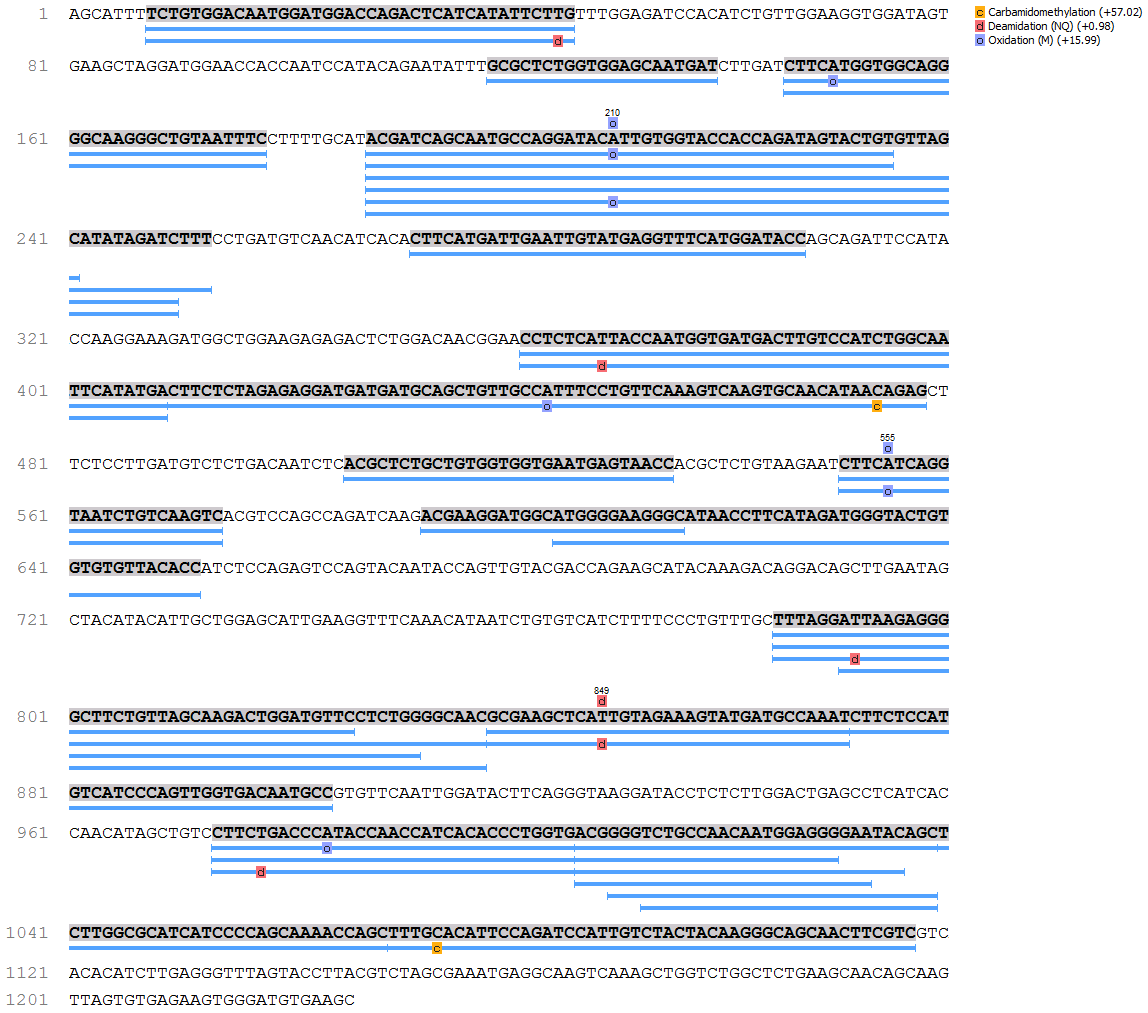 1 AGCATTTTCTGTGGACAATGGATGGACCAGACTCATCATATTCTTGTTTGGAGATCCACATCTGTTGGAAGGTGGATAGT
c Carbamidomethylation (+57.02)
d Deamidation (NQ) (+0.98)
o Oxidation (M) (+15.99)
d
81 GAAGCTAGGATGGAACCACCAATCCATACAGAATATTTGCGCTCTGGTGGAGCAATGATCTTGATCTTCATGGTGGCAGG
o
210
o
161 GGCAAGGGCTGTAATTTCCTTTTGCATACGATCAGCAATGCCAGGATACATTGTGGTACCACCAGATAGTACTGTGTTAG
o
o
241 CATATAGATCTTTCCTGATGTCAACATCACACTTCATGATTGAATTGTATGAGGTTTCATGGATACCAGCAGATTCCATA
321 CCAAGGAAAGATGGCTGGAAGAGAGACTCTGGACAACGGAACCTCTCATTACCAATGGTGATGACTTGTCCATCTGGCAA
d
401 TTCATATGACTTCTCTAGAGAGGATGATGATGCAGCTGTTGCCATTTCCTGTTCAAAGTCAAGTGCAACATAACAGAGCT
o c
555
o
481 TCTCCTTGATGTCTCTGACAATCTCACGCTCTGCTGTGGTGGTGAATGAGTAACCACGCTCTGTAAGAATCTTCATCAGG
o
561 TAATCTGTCAAGTCACGTCCAGCCAGATCAAGACGAAGGATGGCATGGGGAAGGGCATAACCTTCATAGATGGGTACTGT
641 GTGTGTTACACCATCTCCAGAGTCCAGTACAATACCAGTTGTACGACCAGAAGCATACAAAGACAGGACAGCTTGAATAG
721 CTACATACATTGCTGGAGCATTGAAGGTTTCAAACATAATCTGTGTCATCTTTTCCCTGTTTGCTTTAGGATTAAGAGGG
d
849
d
801 GCTTCTGTTAGCAAGACTGGATGTTCCTCTGGGGCAACGCGAAGCTCATTGTAGAAAGTATGATGCCAAATCTTCTCCAT
d
881 GTCATCCCAGTTGGTGACAATGCCGTGTTCAATTGGATACTTCAGGGTAAGGATACCTCTCTTGGACTGAGCCTCATCAC
961 CAACATAGCTGTCCTTCTGACCCATACCAACCATCACACCCTGGTGACGGGGTCTGCCAACAATGGAGGGGAATACAGCT
o
d
1041 CTTGGCGCATCATCCCCAGCAAAACCAGCTTTGCACATTCCAGATCCATTGTCTACTACAAGGGCAGCAACTTCGTCGTC
c
1121 ACACATCTTGAGGGTTTAGTACCTTACGTCTAGCGAAATGAGGCAAGTCAAAGCTGGTCTGGCTCTGAAGCAACAGCAAG
1201 TTAGTGTGAGAAGTGGGATGTGAAGC